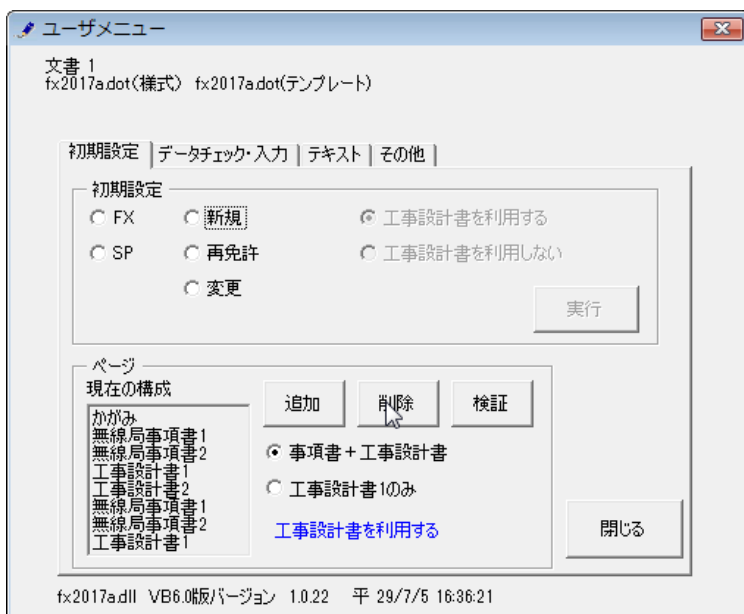 ユーザメニュー
文書 1
fx2017a.dot(様式) fx2017a.dot(テンプレート)
初期設定 データチェック・入力 テキスト その他
初期設定
FX 新規 工事設計書を利用する
SP 再免許 工事設計書を利用しない
変更
実行
ページ
現在の構成
追加 削除 検証
かがみ
無線局事項書1
無線局事項書2
工事設計書1
工事設計書2
無線局事項書1
無線局事項書2
工事設計書1
事項書+工事設計書
工事設計書1のみ
工事設計書を利用する
閉じる
fx2017a.dll VB6.0版バージョン 1.0.22 平 29/7/5 16:36:21